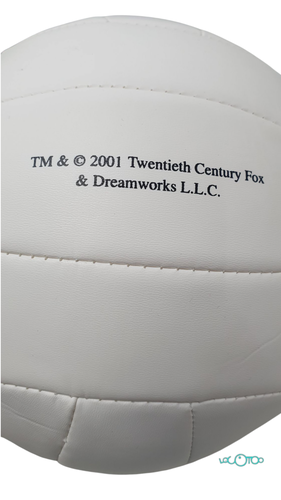 TM & © 2001 Twentieth Century Fox
& Dreamworks L.L.C.